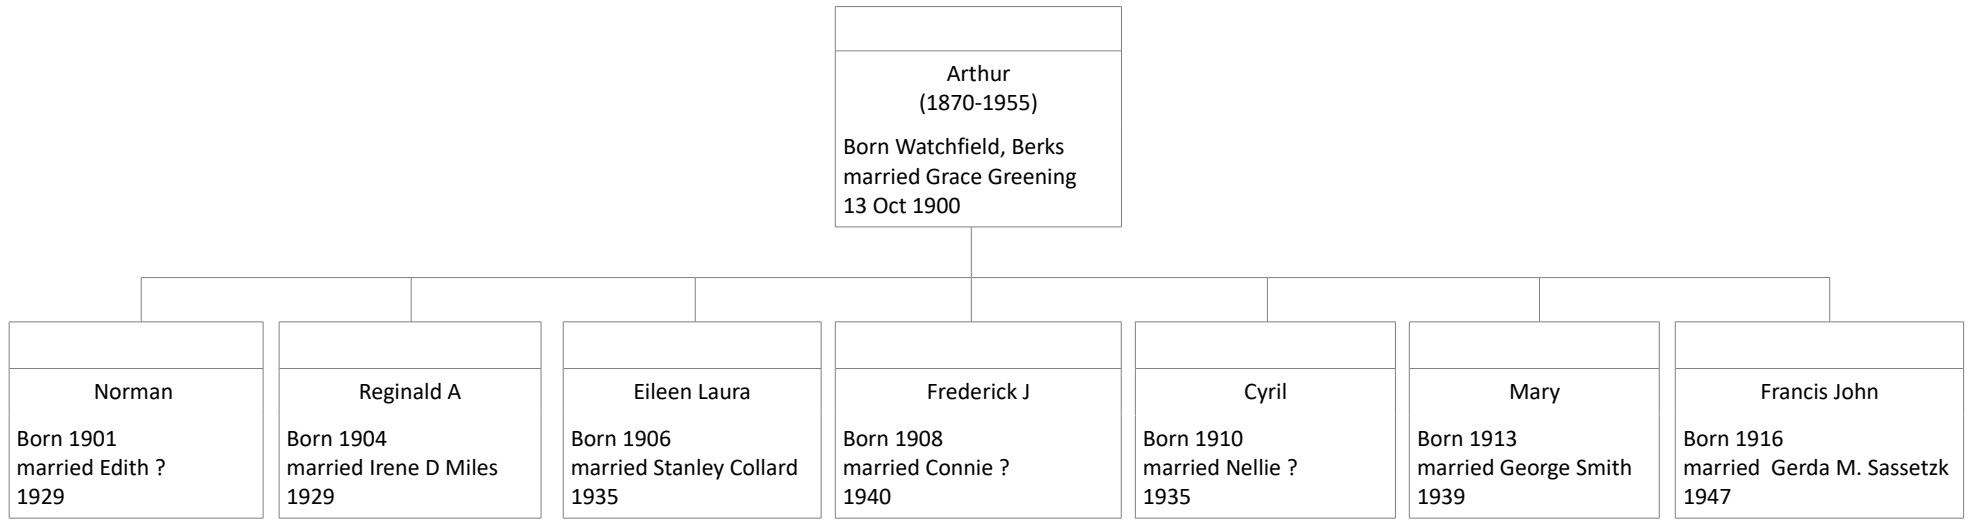 Arthur
(1870-1955)
Born Watchfield, Berks
married Grace Greening
13 Oct 1900
Norman
Born 1901
married Edith ?
1929
Reginald A
Born 1904
married Irene D Miles
1929
Eileen Laura
Born 1906
married Stanley Collard
1935
Frederick J
Born 1908
married Connie ?
1940
Cyril
Born 1910
married Nellie ?
1935
Mary
Born 1913
married George Smith
1939
Francis John
Born 1916
married  Gerda M. Sassetzk
1947